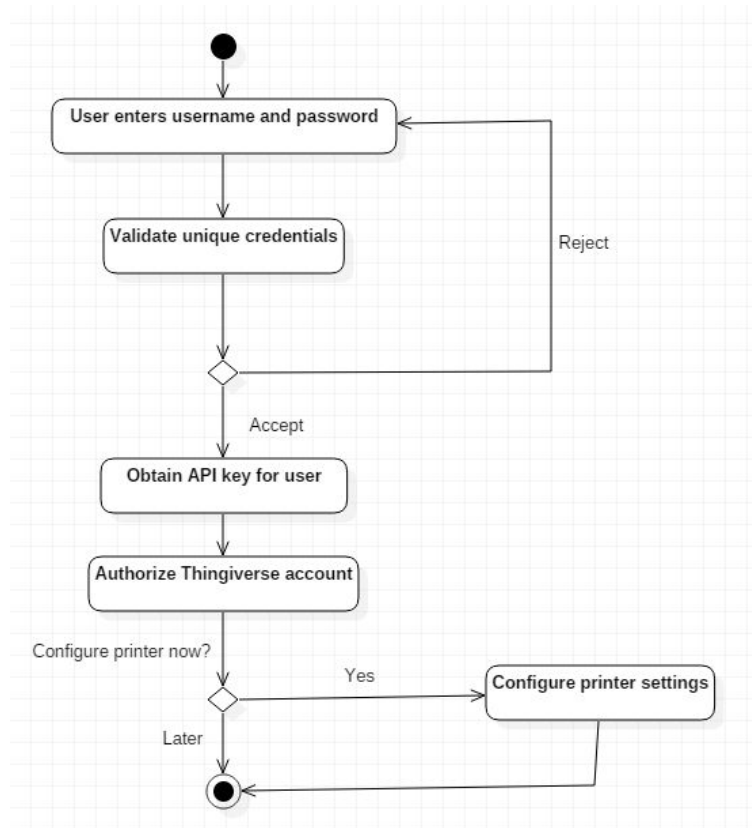 User enters username and password
Validate unique credentials
Reject
Accept
Obtain API key for user
Authorize Thingiverse account
Configure printer now?
Yes
Configure printer settings
Later